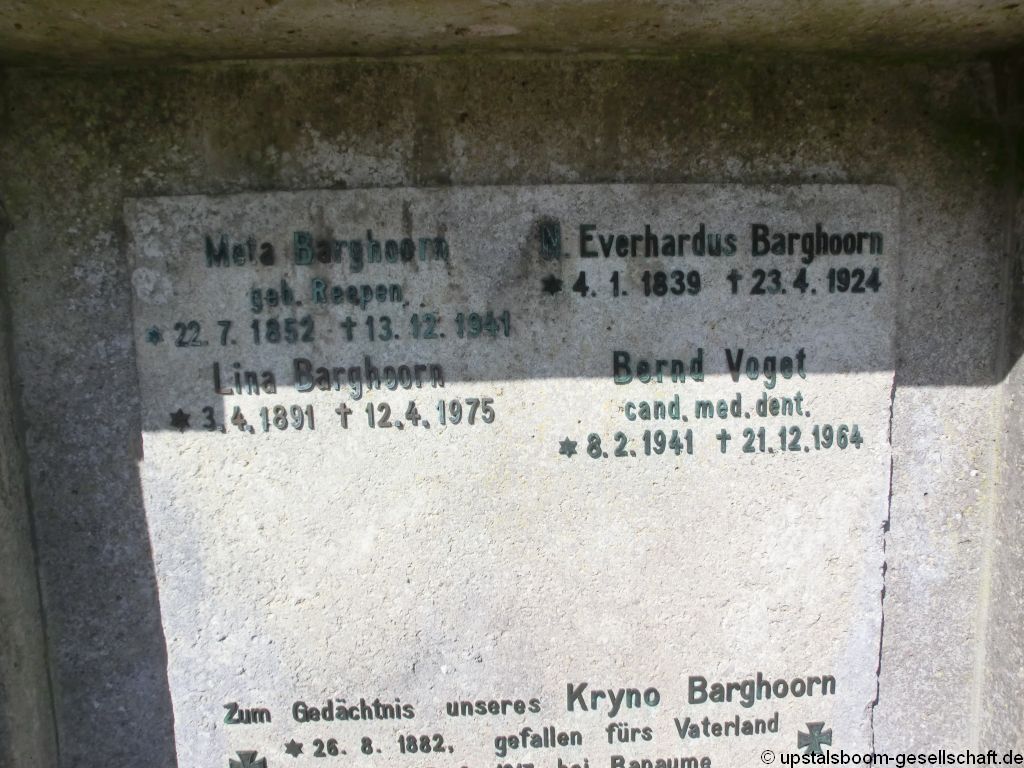 Meta Barghoorn
geb. Reepen
* 22. 7. 1852 † 13. 12. 1941
Lina Barghoorn
* 3. 4. 1891 † 12. 4. 1975
N. Everhardus Barghoorn
* 4. 1. 1839 † 23. 4. 1924
Bernd Voget
cand. med. dent.
* 8. 2. 1941 † 21. 12. 1964
Zum Gedächtnis unseres Kryno Barghoorn
* 26. 8. 1882, gefallen fürs Vaterland
bei Bapaume
© upstalsboom-gesellschaft.de